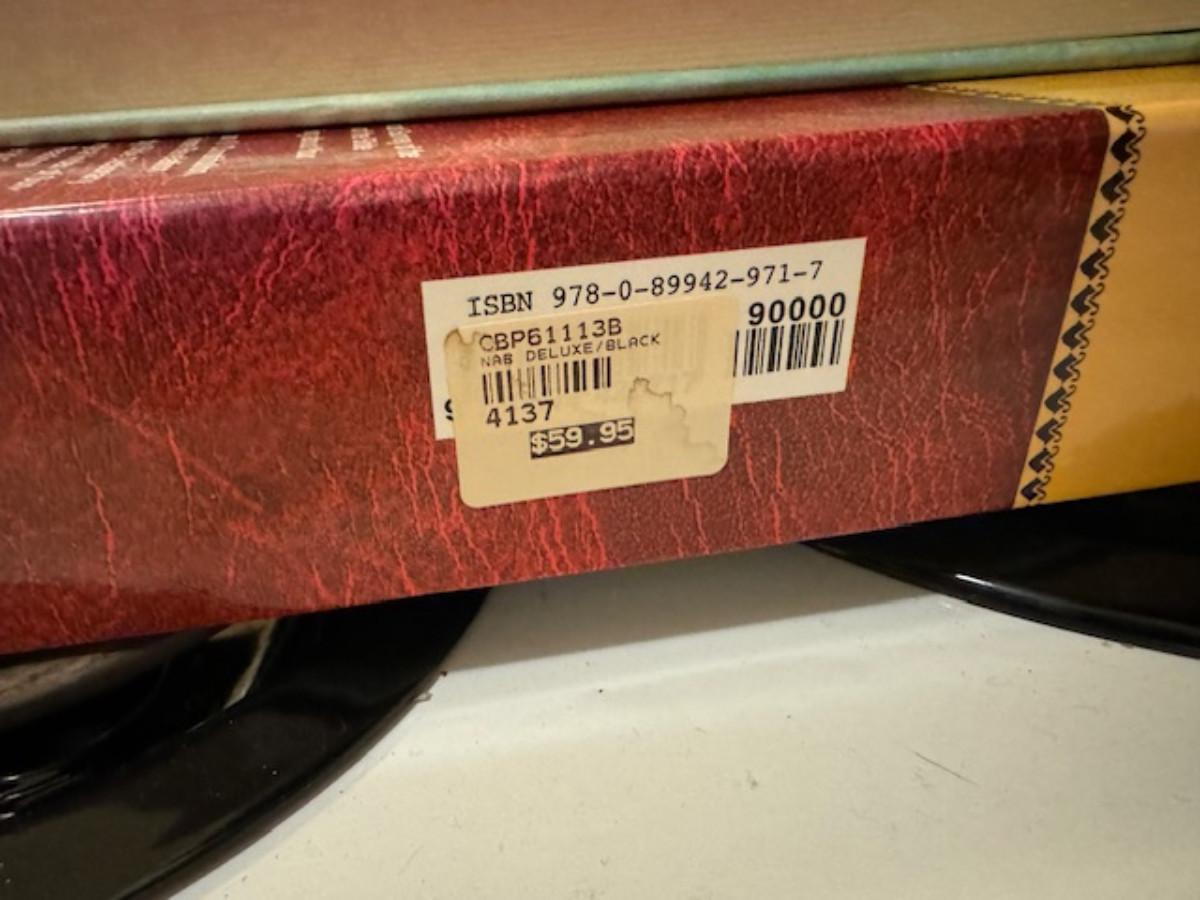 ISBN 978-0-89942-971-7
90000
CBP61113B
NAB DELUXE/BLACK
4137
$59.95